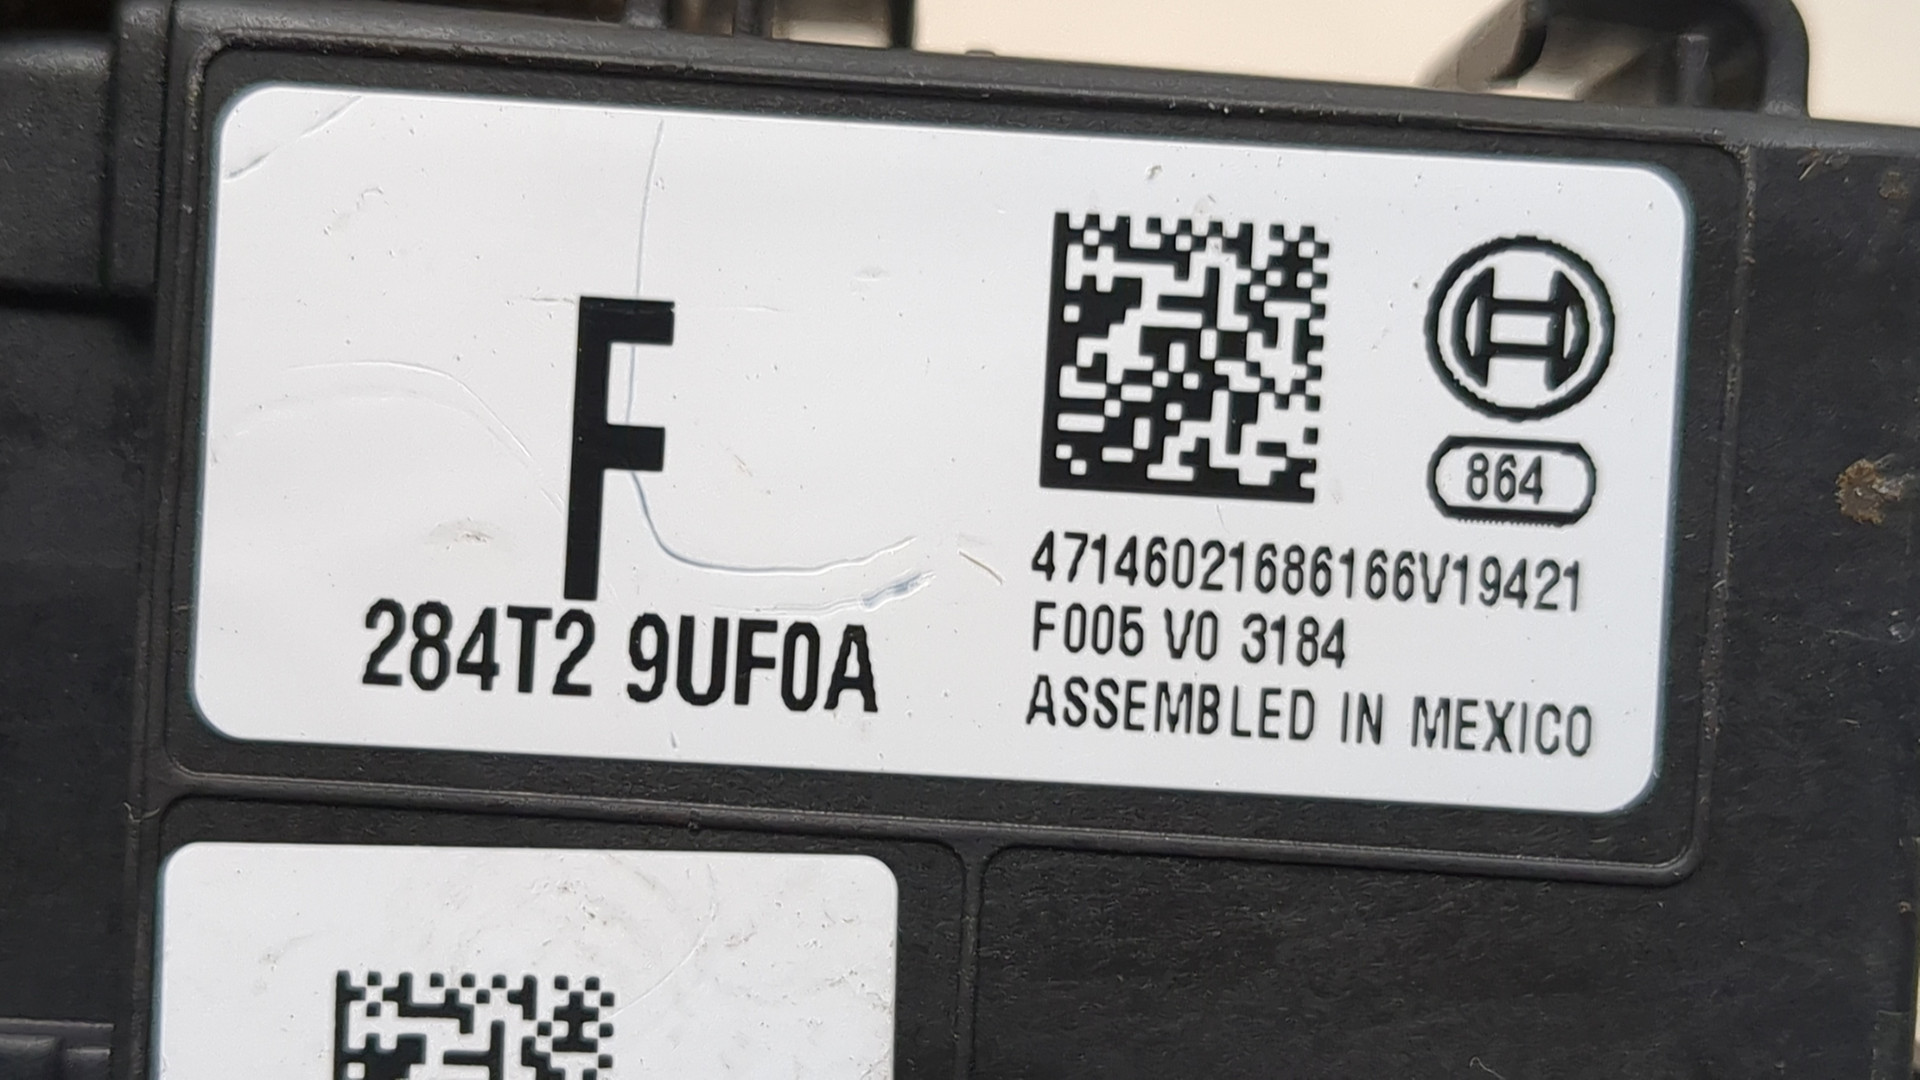 F
284T2 9UF0A
864
47146021686166V19421
F005 V0 3184
ASSEMBLED IN MEXICO